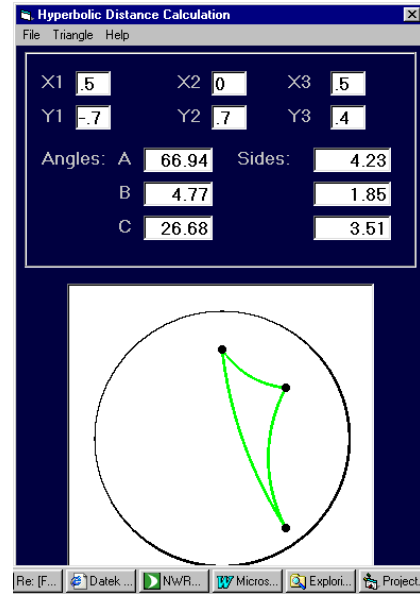 Hyperbolic Distance Calculation
File Triangle Help
X1 .5 X2 0 X3 .5
Y1 -.7 Y2 .7 Y3 .4
Angles: A 66.94 Sides: 4.23
B 4.77 1.85
C 26.68 3.51
Re: [F... Datek ... NWR... Micros... Explori... Project.